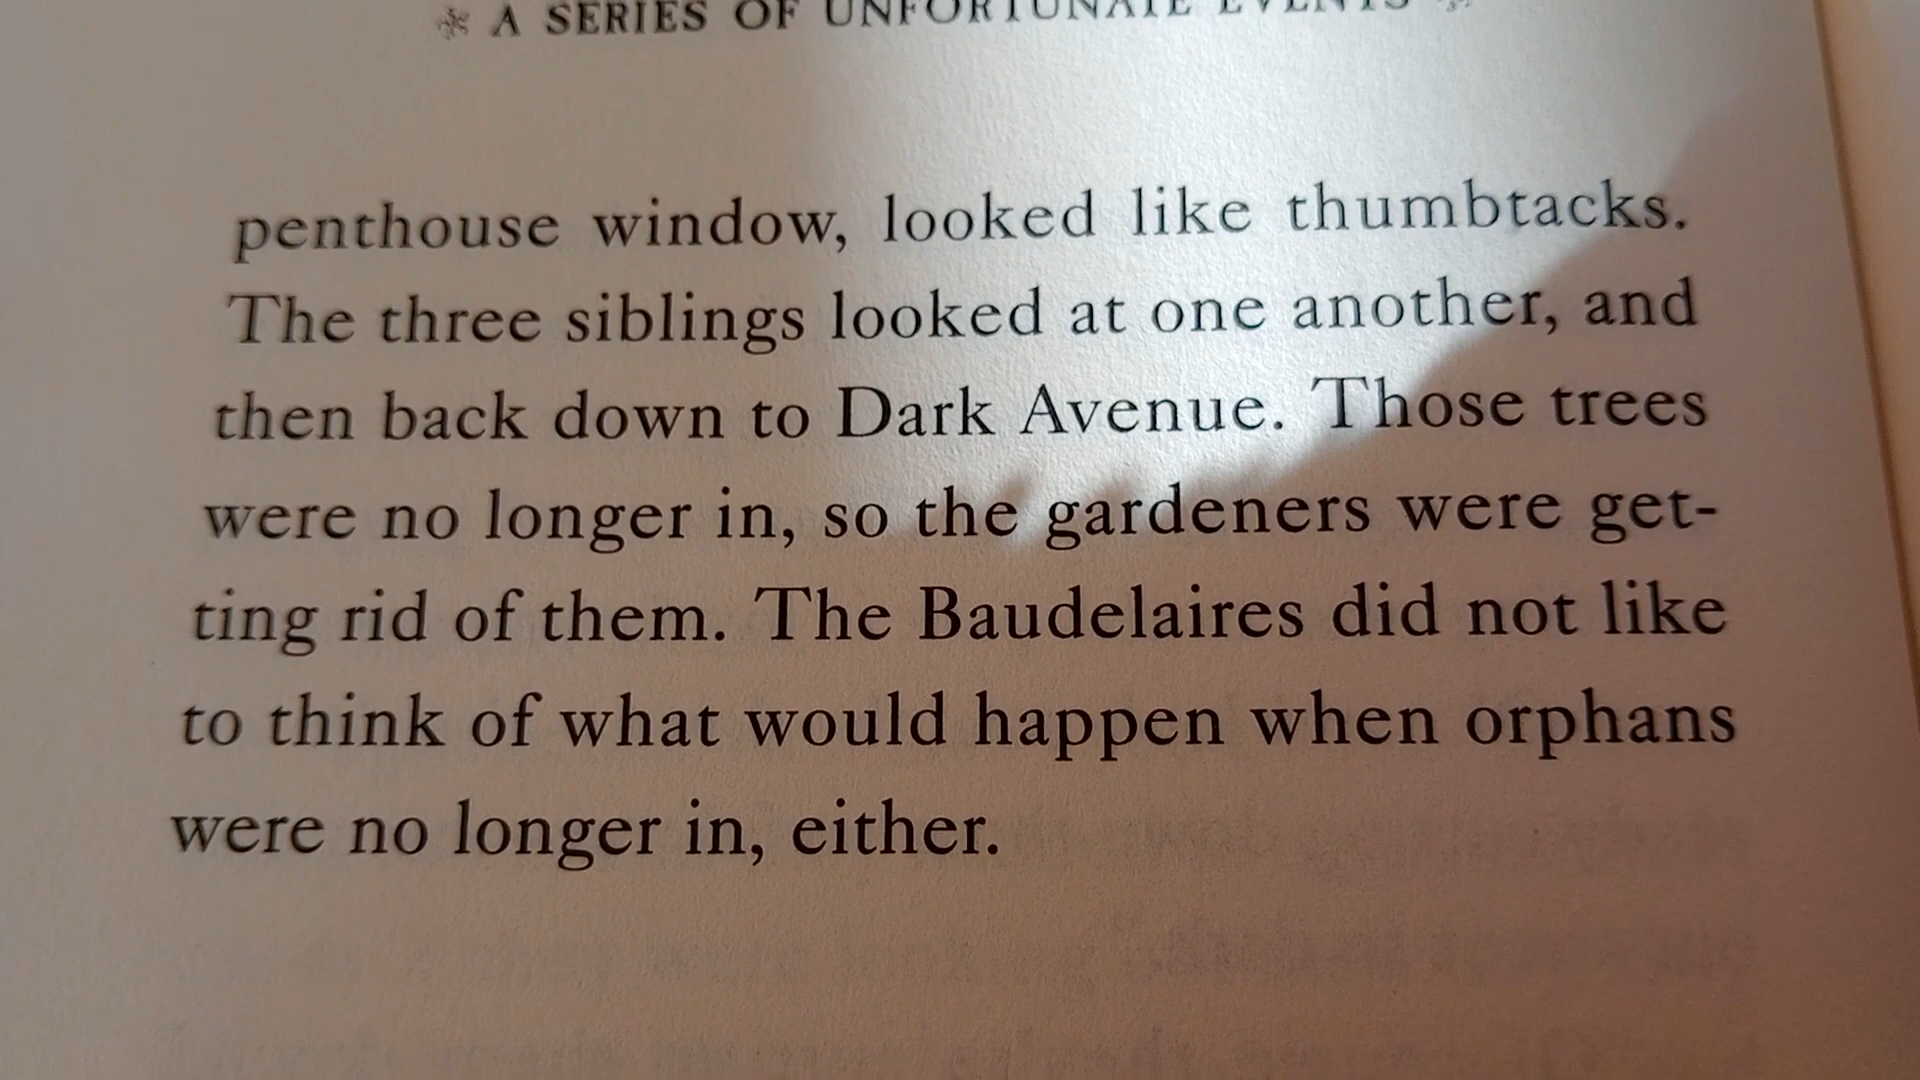 A SERIES OF UNFORTUNATE EVENTS
penthouse window, looked like thumbtacks.
The three siblings looked at one another, and
then back down to Dark Avenue. Those trees
were no longer in, so the gardeners were get-
ting rid of them. The Baudelaires did not like
to think of what would happen when orphans
were no longer in, either.